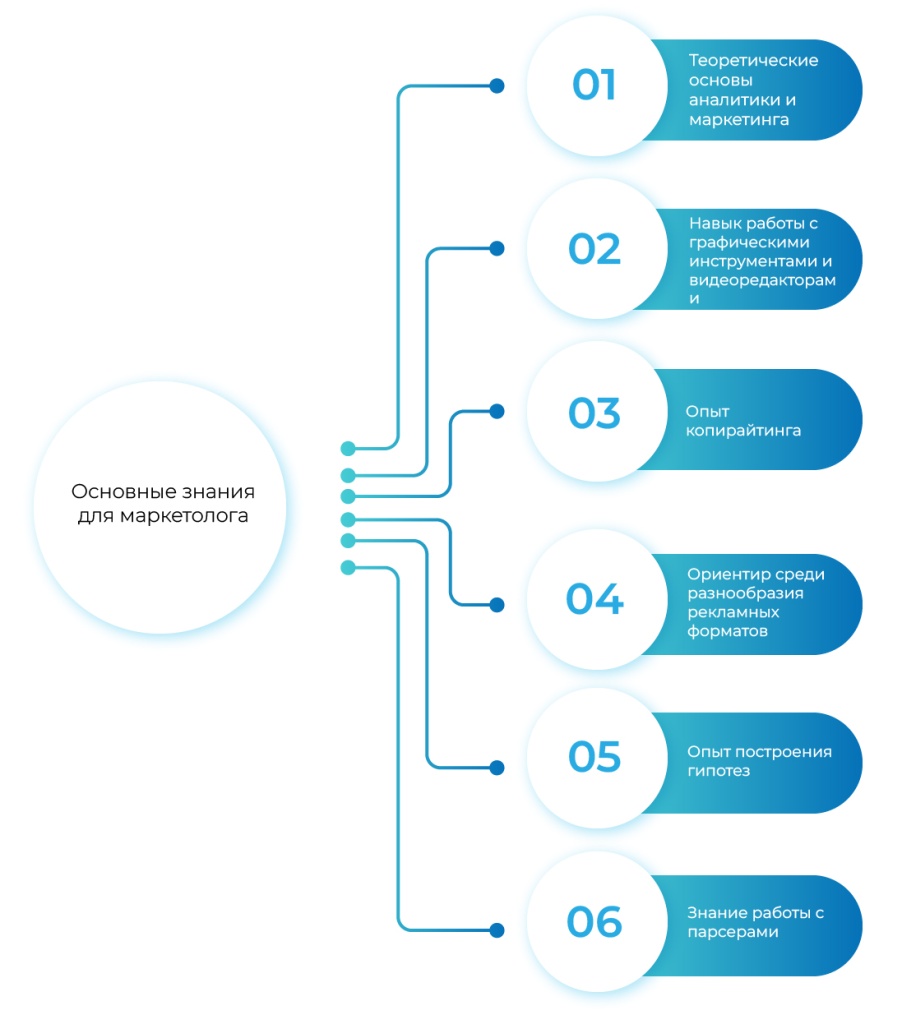 Основные знания
для маркетолога
01
Теоретические
основы
аналитики и
маркетинга
02
Навык работы с
графическими
инструментами и
видеоредакторам
и
03
Опыт
копирайтинга
04
Ориентир среди
разнообразия
рекламных
форматов
05
Опыт построения
гипотез
06
Знание работы с
парсерами